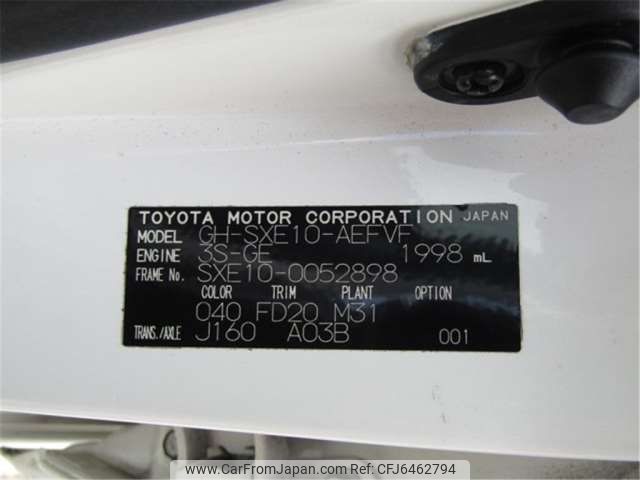 TOYOTA MOTOR CORPORATION JAPAN
MODEL GH-SXE10-AEFVF
ENGINE 3S-GE 1998 mL
FRAME No. SXE10-0052898
COLOR TRIM PLANT OPTION
040 FD20 M31
TRANS./AXLE J160 A03B 001
www.CarFromJapan.com - CFJ6462794